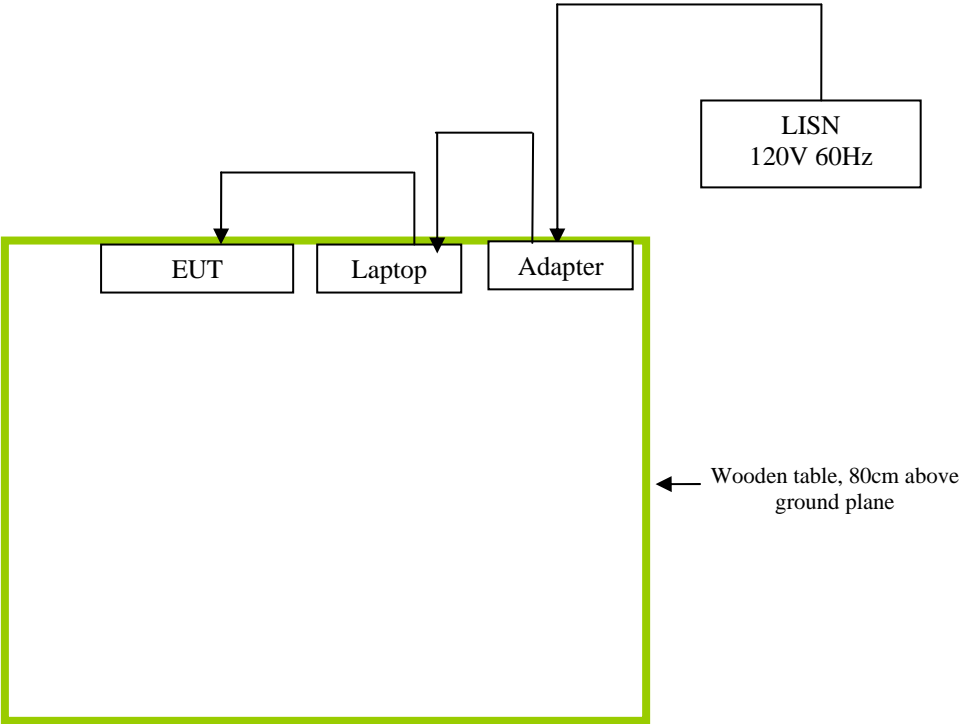 LISN
120V 60Hz
EUT
Laptop
Adapter
Wooden table, 80cm above
ground plane